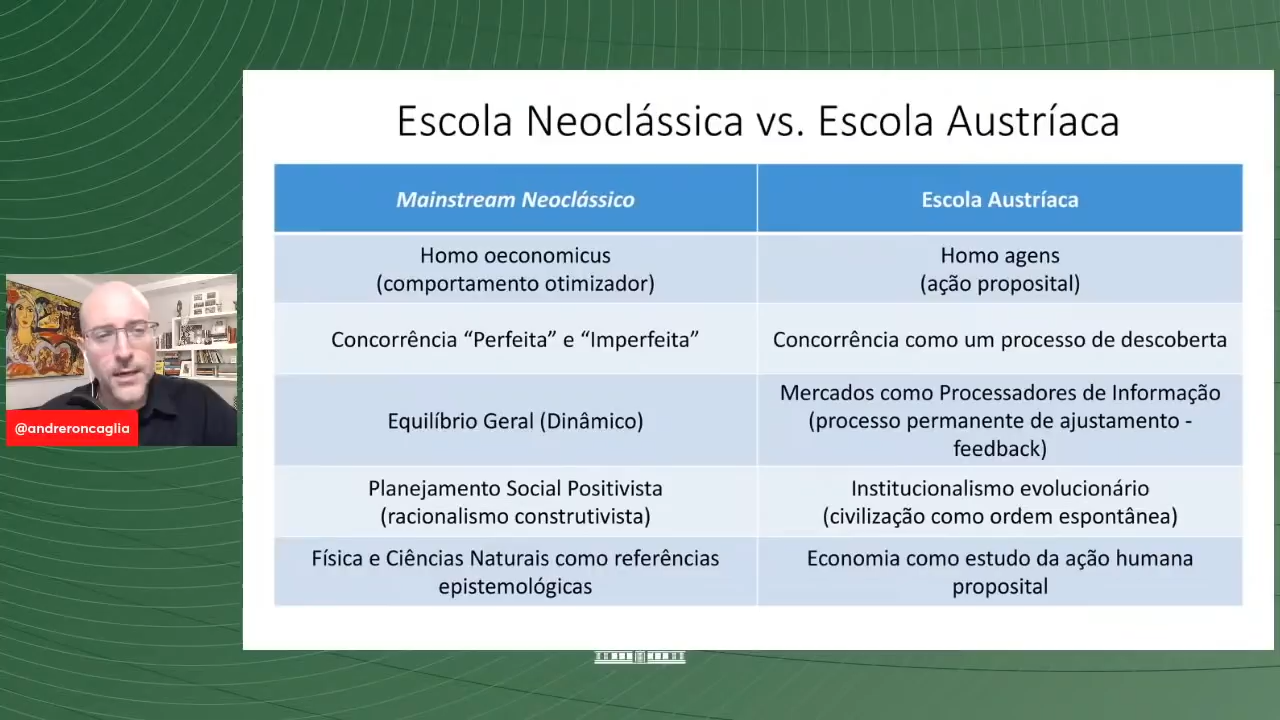 Escola Neoclássica vs. Escola Austríaca
Mainstream Neoclássico
Escola Austríaca
Homo oeconomicus
(comportamento otimizador)
Homo agens
(ação proposital)
Concorrência “Perfeita” e “Imperfeita”
Concorrência como um processo de descoberta
Equilíbrio Geral (Dinâmico)
Mercados como Processadores de Informação
(processo permanente de ajustamento -
feedback)
Planejamento Social Positivista
(racionalismo construtivista)
Institucionalismo evolucionário
(civilização como ordem espontânea)
Física e Ciências Naturais como referências
epistemológicas
Economia como estudo da ação humana
proposital
@andreroncaglia